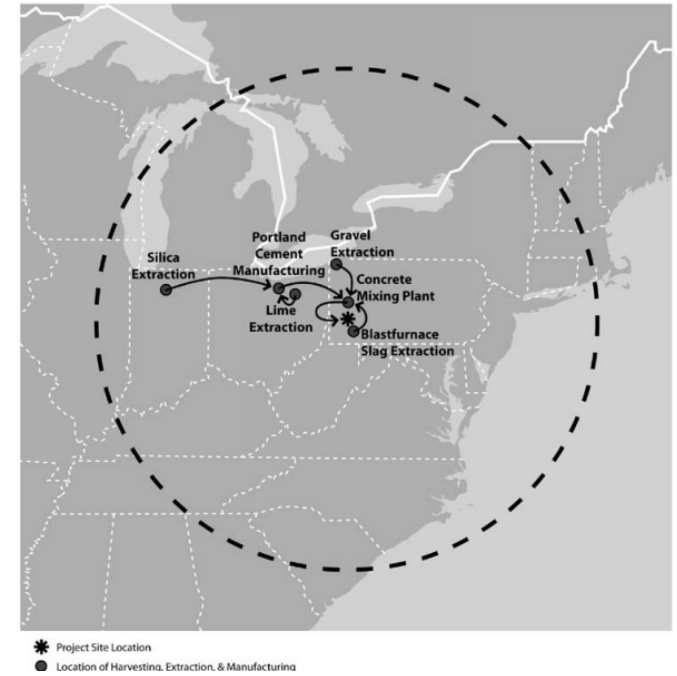 Silica
Extraction
Portland
Cement
Manufacturing
Gravel
Extraction
Concrete
Mixing Plant
Lime
Extraction
Blastfurnace
Slag Extraction
Project Site Location
Location of Harvesting, Extraction, & Manufacturing